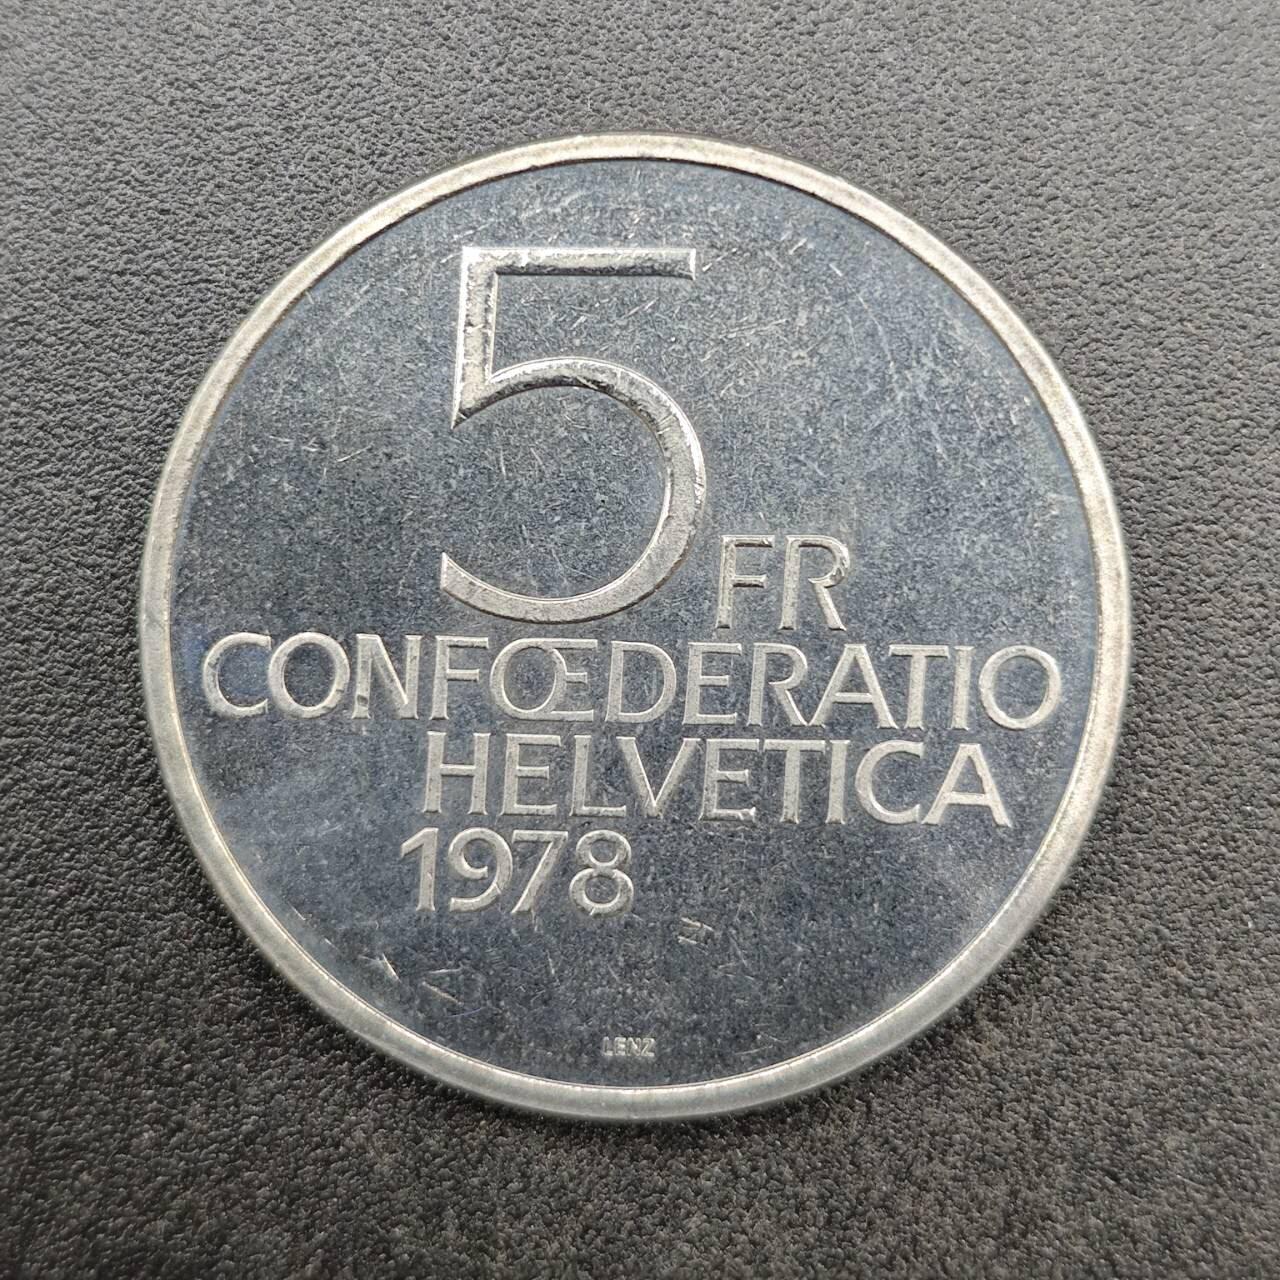 5 FR
CONFŒDERATIO
HELVETICA
1978
LENZ